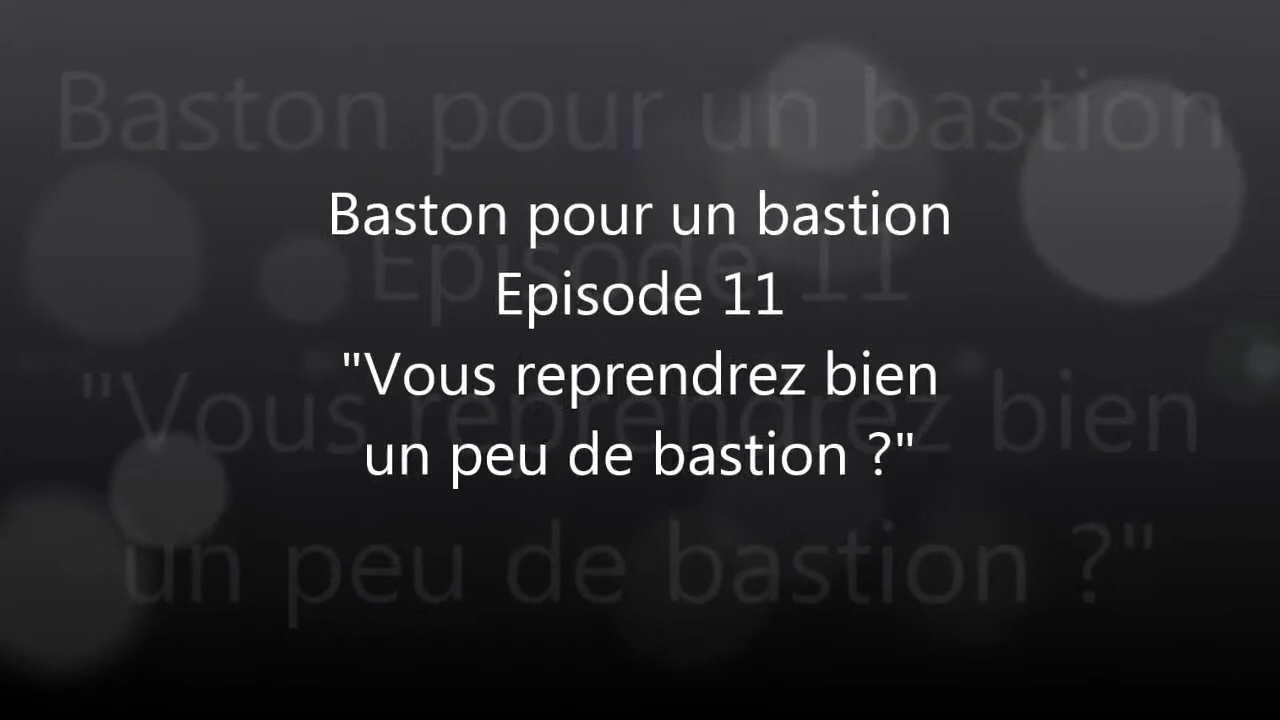 Baston pour un bastion
Episode 11
"Vous reprendrez bien
un peu de bastion ?"